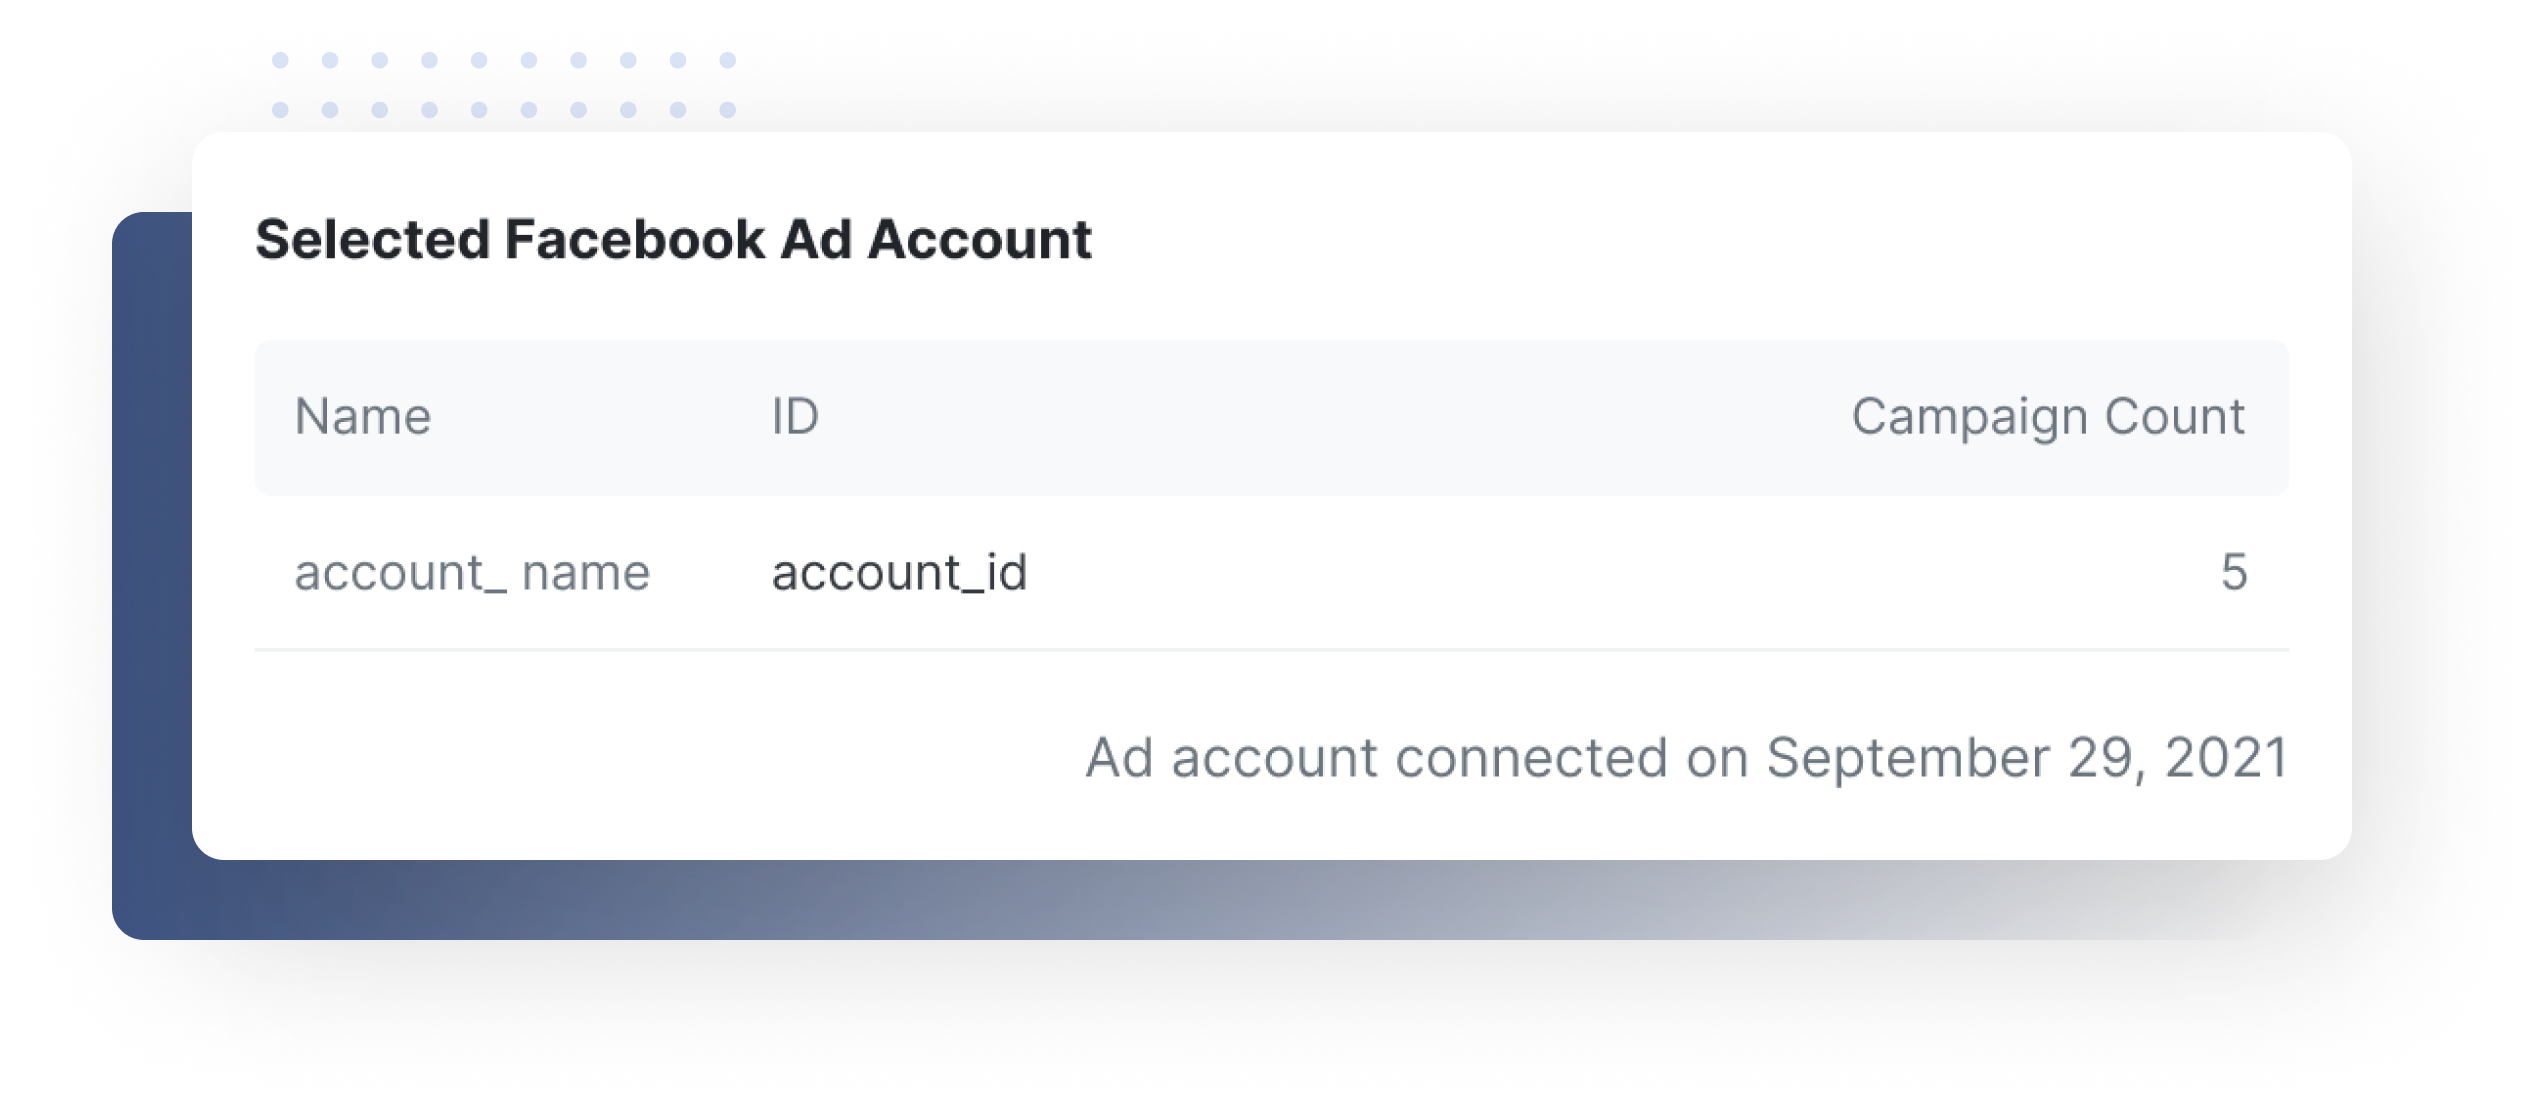 Selected Facebook Ad Account
Name ID Campaign Count
account_ name account_id 5
Ad account connected on September 29, 2021